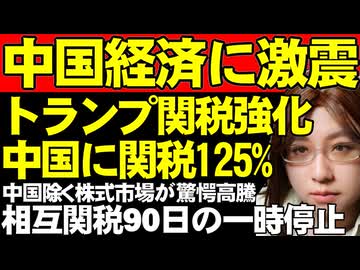 中国経済に激震
トランプ関税強化
中国に関税125%
中国除く株式市場が驚愕高騰
相互関税90日の一時停止